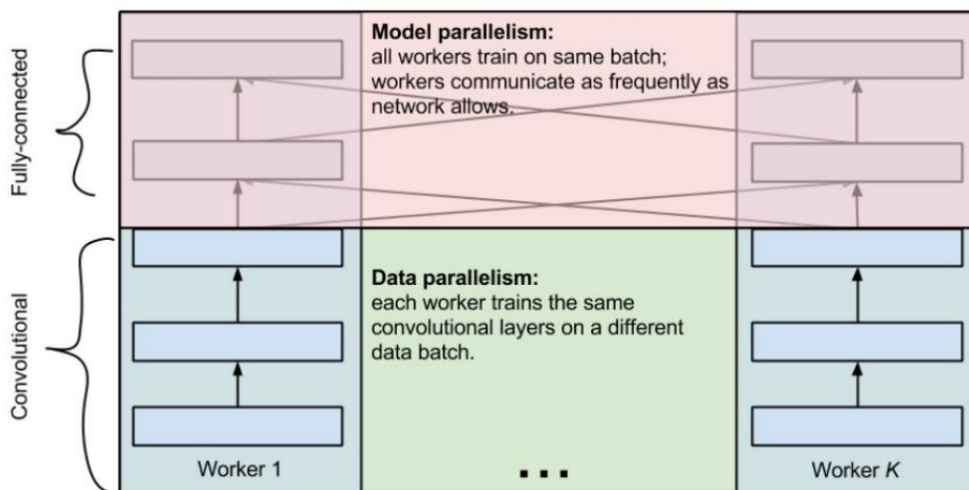 Fully-connected
Model parallelism:
all workers train on same batch;
workers communicate as frequently as
network allows.
Convolutional
Data parallelism:
each worker trains the same
convolutional layers on a different
data batch.
Worker 1
...
Worker K